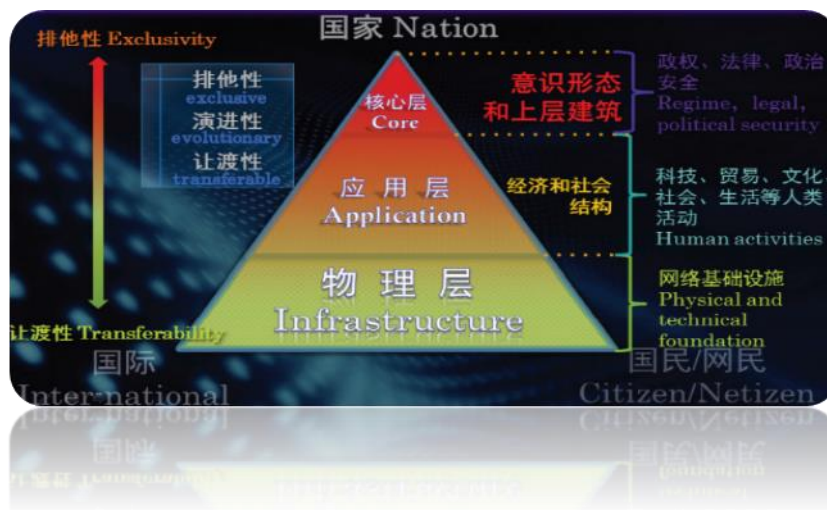 国家 Nation
排他性 Exclusivity
排他性
exclusive
演进性
evolutionary
让渡性
transferable
核心层
Core
意识形态
和上层建筑
政权、法律、政治
安全
Regime, legal,
political security
应用层
Application
经济和社会
结构
科技、贸易、文化、
社会、生活等人类
活动
Human activities
物理层
Infrastructure
网络基础设施
Physical and
technical
foundation
让渡性 Transferability
国际
Inter-national
国民/网民
Citizen/Netizen